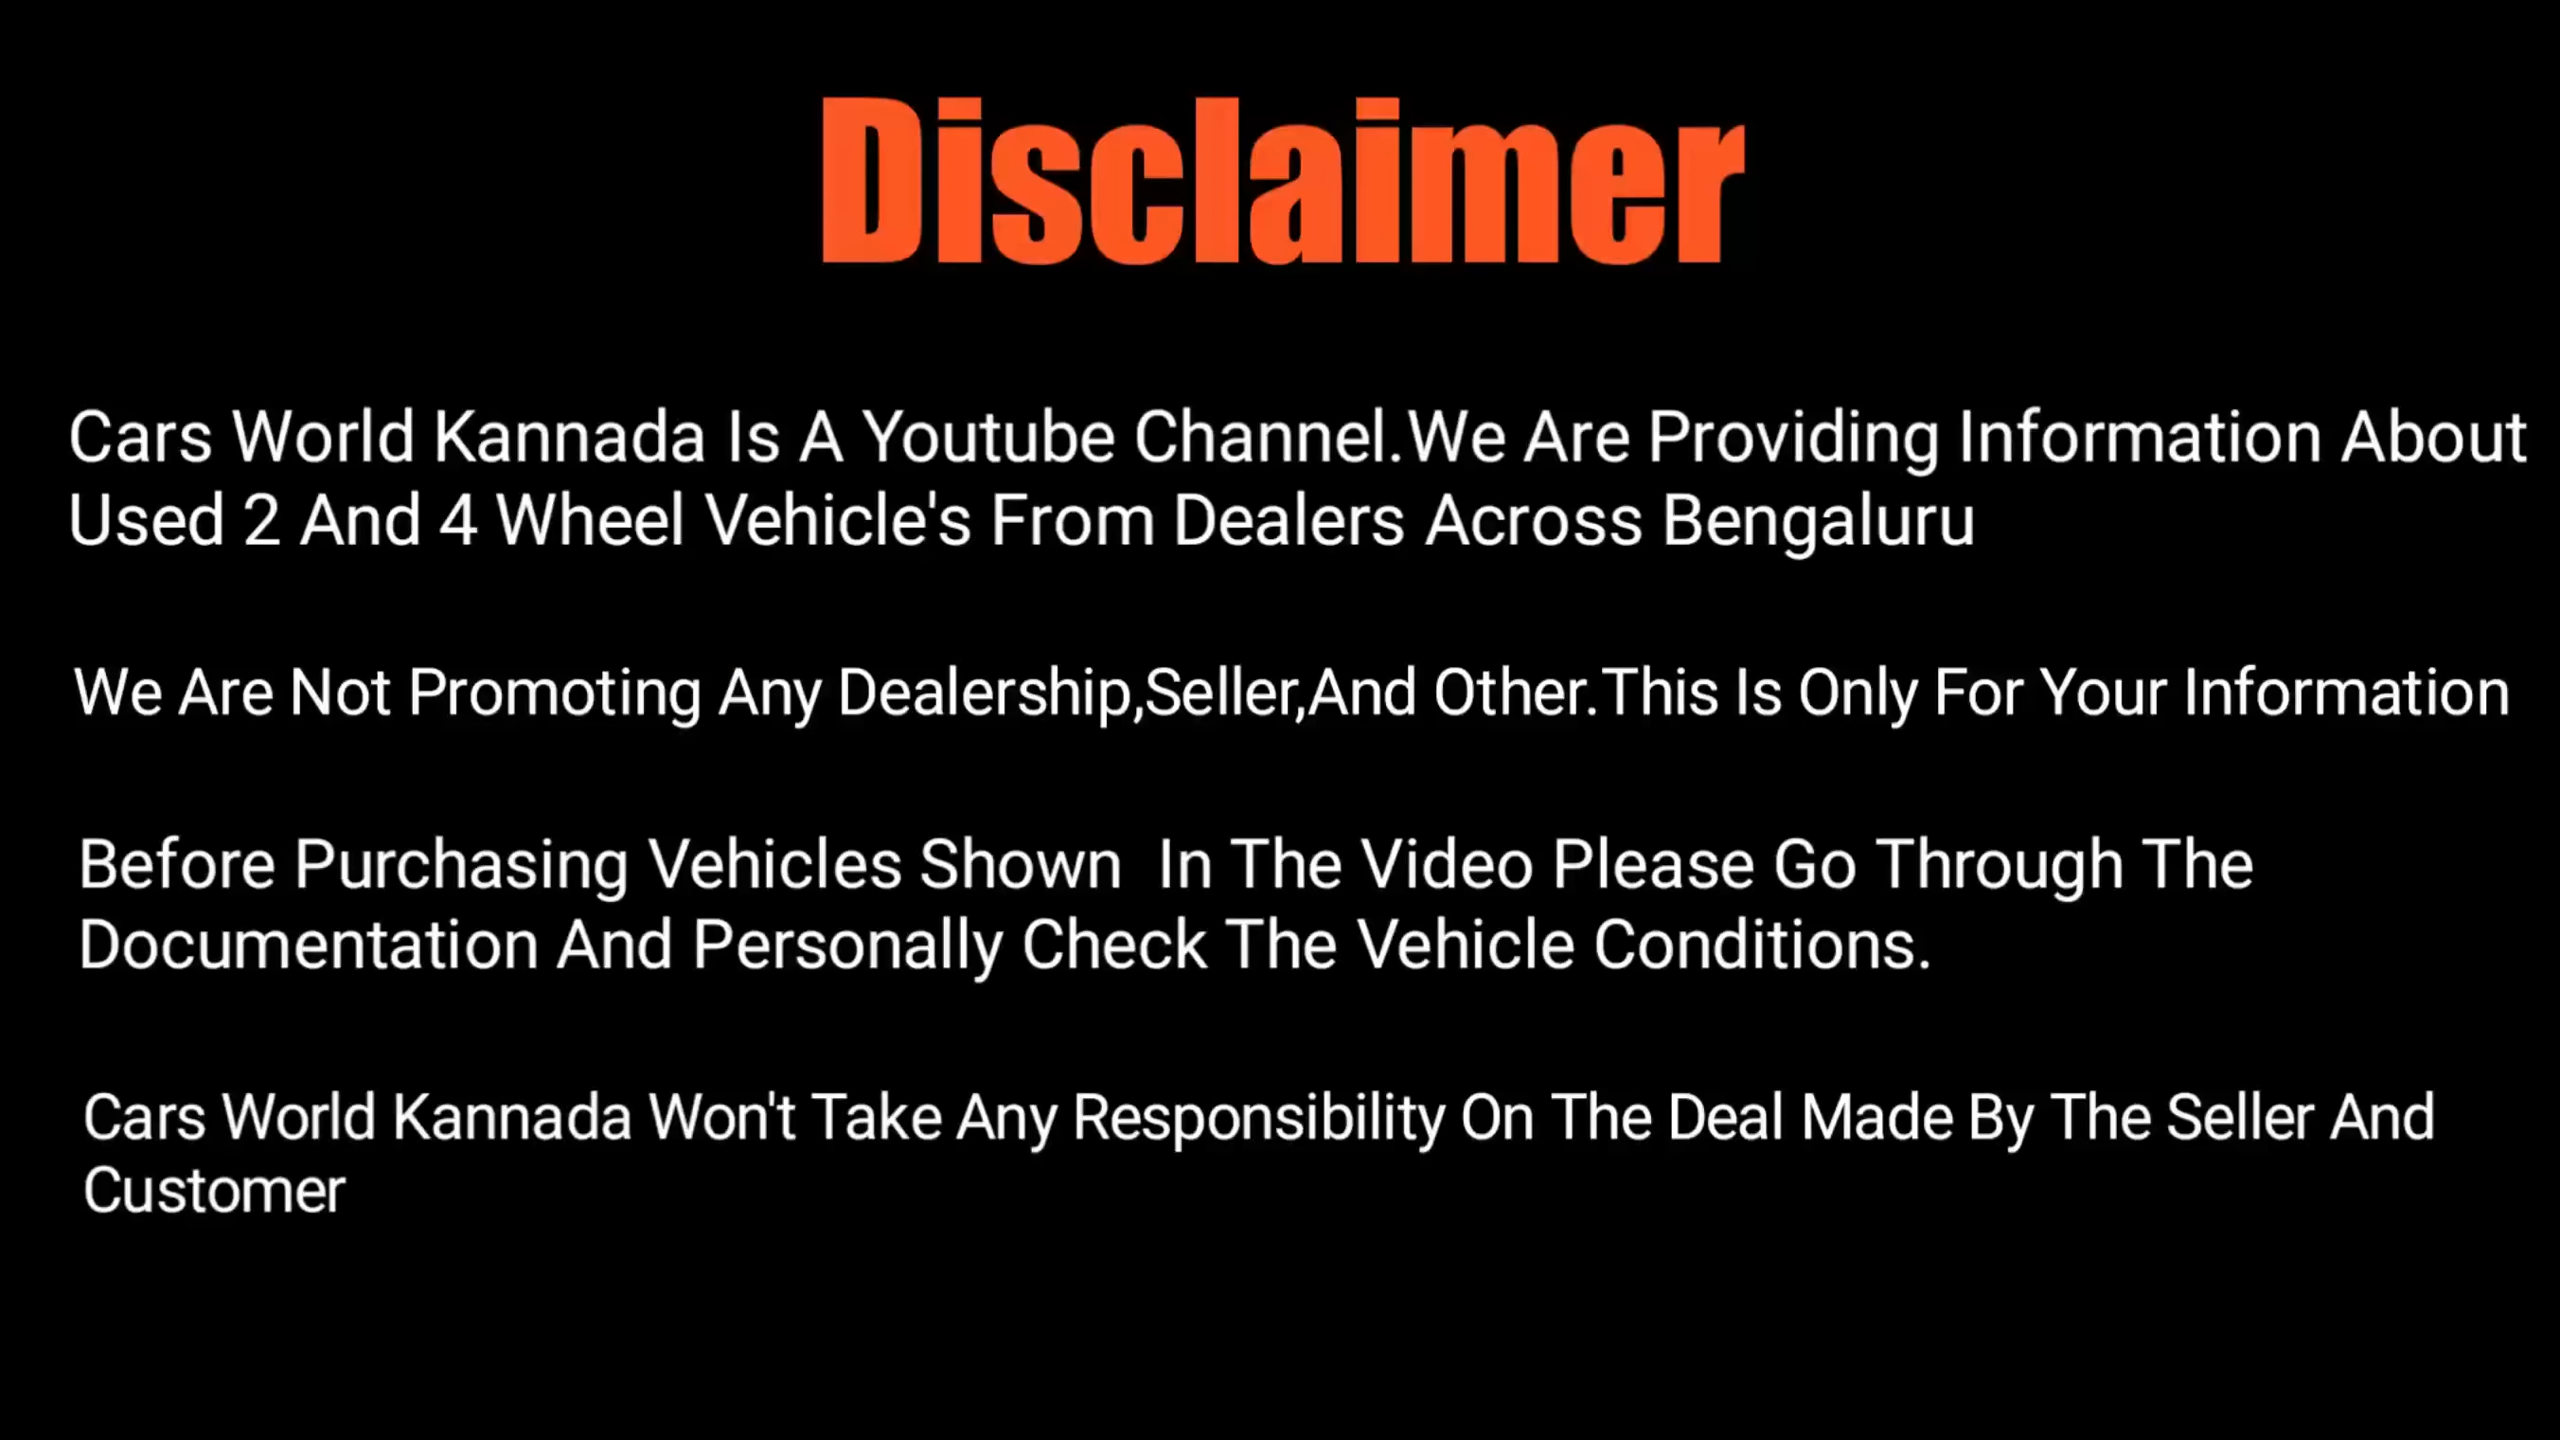 Disclaimer
Cars World Kannada Is A Youtube Channel.We Are Providing Information About
Used 2 And 4 Wheel Vehicle's From Dealers Across Bengaluru
We Are Not Promoting Any Dealership,Seller,And Other.This Is Only For Your Information
Before Purchasing Vehicles Shown  In The Video Please Go Through The
Documentation And Personally Check The Vehicle Conditions.
Cars World Kannada Won't Take Any Responsibility On The Deal Made By The Seller And
Customer